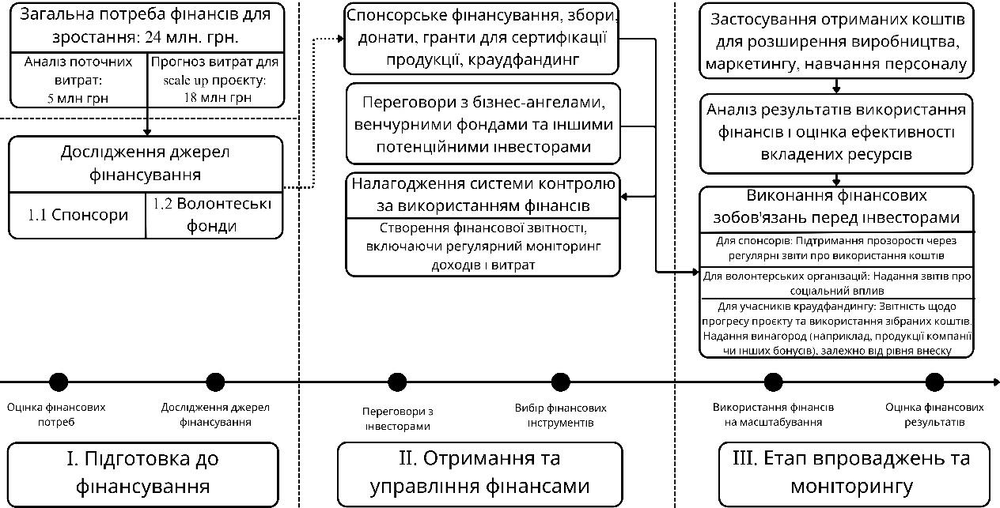 Загальна потреба фінансів для
зростання: 24 млн. грн.
Аналіз поточних
витрат:
5 млн грн
Прогноз витрат для
scale up проєкту:
18 млн грн
Дослідження джерел
фінансування
1.1 Спонсори
1.2 Волонтеські
фонди
Спонсорське фінансування, збори,
донати, гранти для сертифікації
продукції, краудфандинг
Переговори з бізнес-ангелами,
венчурними фондами та іншими
потенційними інвесторами
Налагодження системи контролю
за використанням фінансів
Створення фінансової звітності,
включаючи регулярний моніторинг
доходів і витрат
Застосування отриманих коштів
для розширення виробництва,
маркетингу, навчання персоналу
Аналіз результатів використання
фінансів і оцінка ефективності
вкладених ресурсів
Виконання фінансових
зобов'язань перед інвесторами
Для спонсорів: Підтримання прозорості через
регулярні звіти про використання коштів
Для волонтерських організацій: Надання звітів про
соціальний вплив
Для учасників краудфандингу: Звітність щодо
прогресу проєкту та використання зібраних коштів.
Надання винагород (наприклад, продукції компанії
чи інших бонусів), залежно від рівня внеску
Оцінка фінансових
потреб
Дослідження джерел
фінансування
Переговори з
інвесторами
Вибір фінансових
інструментів
Використання фінансів
на масштабування
Оцінка фінансових
результатів
I. Підготовка до
фінансування
II. Отримання та
управління фінансами
III. Етап впроваджень та
моніторингу